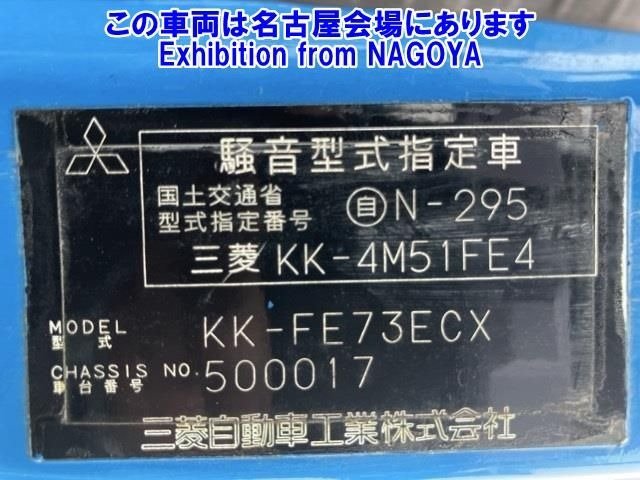 この車両は名古屋会場にあります
Exhibition from NAGOYA
騒音型式指定車
国土交通省
型式指定番号 自N-295
三菱 KK-4M51FE4
MODEL
型式 KK-FE73ECX
CHASSIS NO.
車台番号 500017
三菱自動車工業株式会社